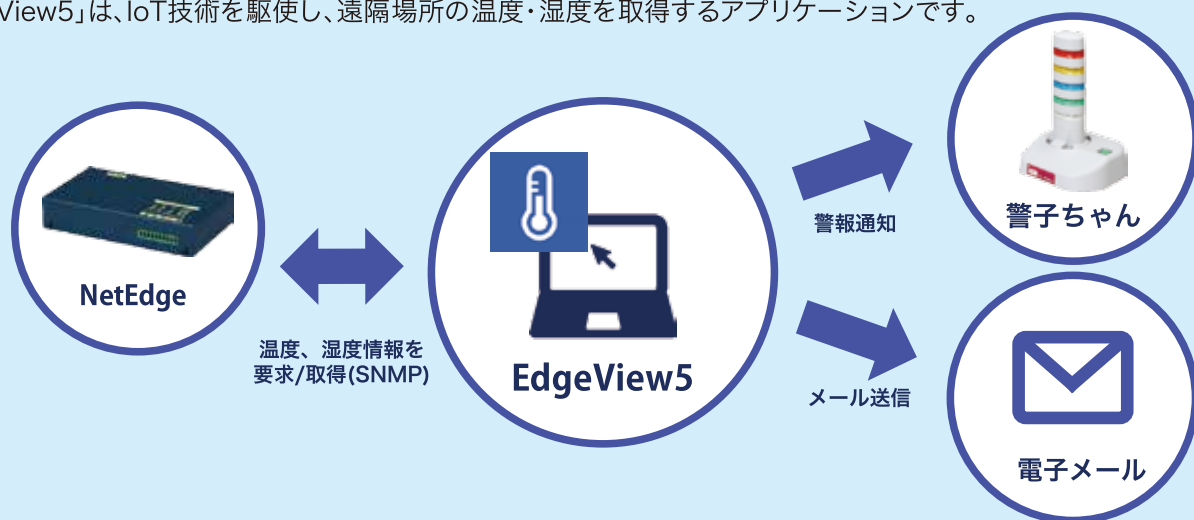 View5」は、IoT技術を駆使し、遠隔場所の温度・湿度を取得するアプリケーションです。
NetEdge
温度、湿度情報を
要求/取得(SNMP)
EdgeView5
警報通知
警子ちゃん
メール送信
電子メール